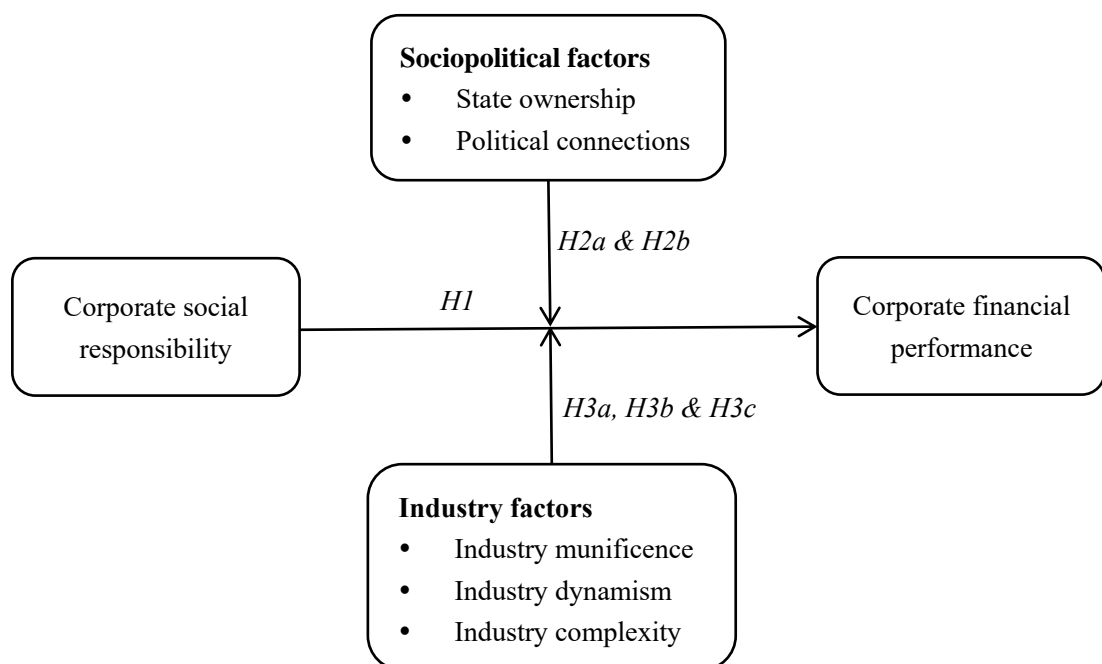 Sociopolitical factors
• State ownership
• Political connections
H2a & H2b
Corporate social
responsibility
H1
Corporate financial
performance
H3a, H3b & H3c
Industry factors
• Industry munificence
• Industry dynamism
• Industry complexity